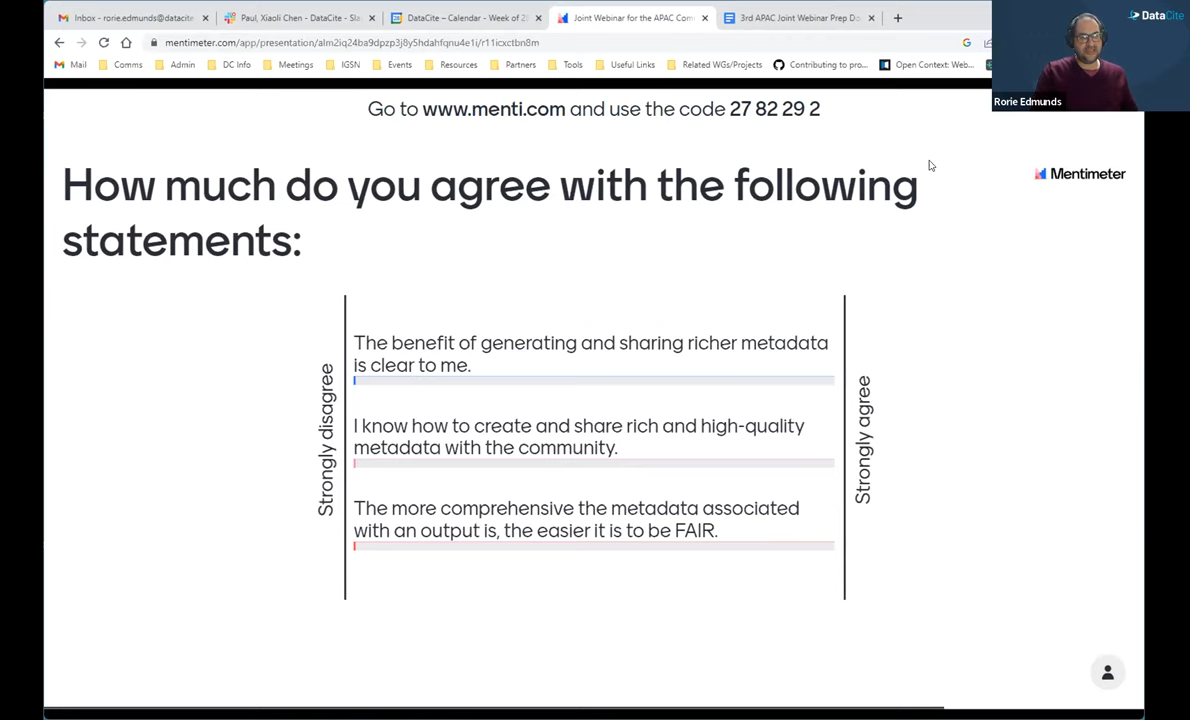 Inbox - rorie.edmunds@datacite
Paul, Xiaoli Chen - DataCite - Sla
DataCite – Calendar - Week of 2
Joint Webinar for the APAC Com
3rd APAC Joint Webinar Prep Do
mentimeter.com/app/presentation/alm2iq24ba9dpzp3j8y5hdahfqnu4e1i/r11icxctbn8m
Mail
Comms
Admin
DC Info
Meetings
IGSN
Events
Resources
Partners
Tools
Useful Links
Related WGs/Projects
Contributing to pro...
Open Context: Web...
DataCite
Rorie Edmunds
Go to www.menti.com and use the code 27 82 29 2
How much do you agree with the following
statements:
Mentimeter
Strongly disagree
The benefit of generating and sharing richer metadata
is clear to me.
I know how to create and share rich and high-quality
metadata with the community.
The more comprehensive the metadata associated
with an output is, the easier it is to be FAIR.
Strongly agree